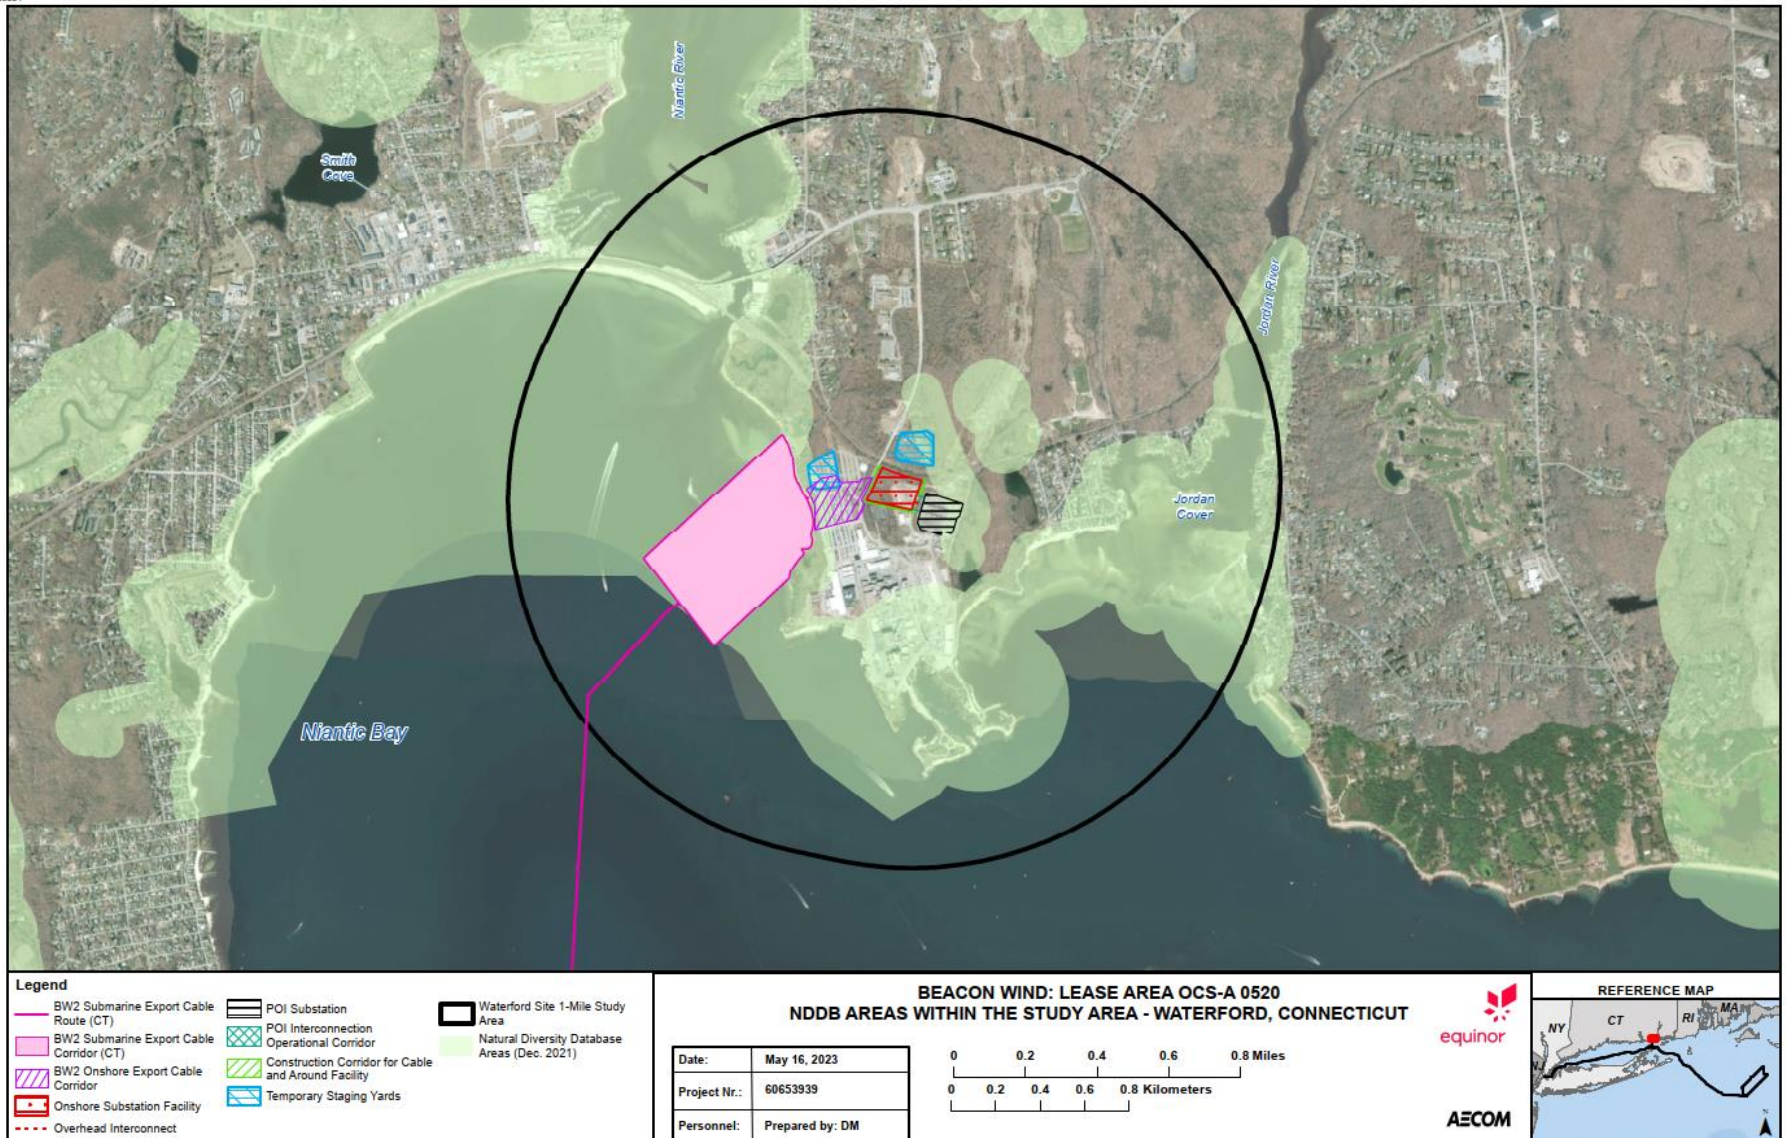 Niantic River
Smith
Cove
Jordan River
Jordan
Cover
Niantic Bay
Legend
BW2 Submarine Export Cable
Route (CT)
BW2 Submarine Export Cable
Corridor (CT)
BW2 Onshore Export Cable
Corridor
Onshore Substation Facility
Overhead Interconnect
POI Substation
POI Interconnection
Operational Corridor
Construction Corridor for Cable
and Around Facility
Temporary Staging Yards
Waterford Site 1-Mile Study
Area
Natural Diversity Database
Areas (Dec. 2021)
BEACON WIND: LEASE AREA OCS-A 0520
NDDB AREAS WITHIN THE STUDY AREA - WATERFORD, CONNECTICUT
equinor
Date: May 16, 2023
Project Nr.: 60653939
Personnel: Prepared by: DM
0 0.2 0.4 0.6 0.8 Miles
0 0.2 0.4 0.6 0.8 Kilometers
AECOM
REFERENCE MAP
NY CT RI MA
NJ
N